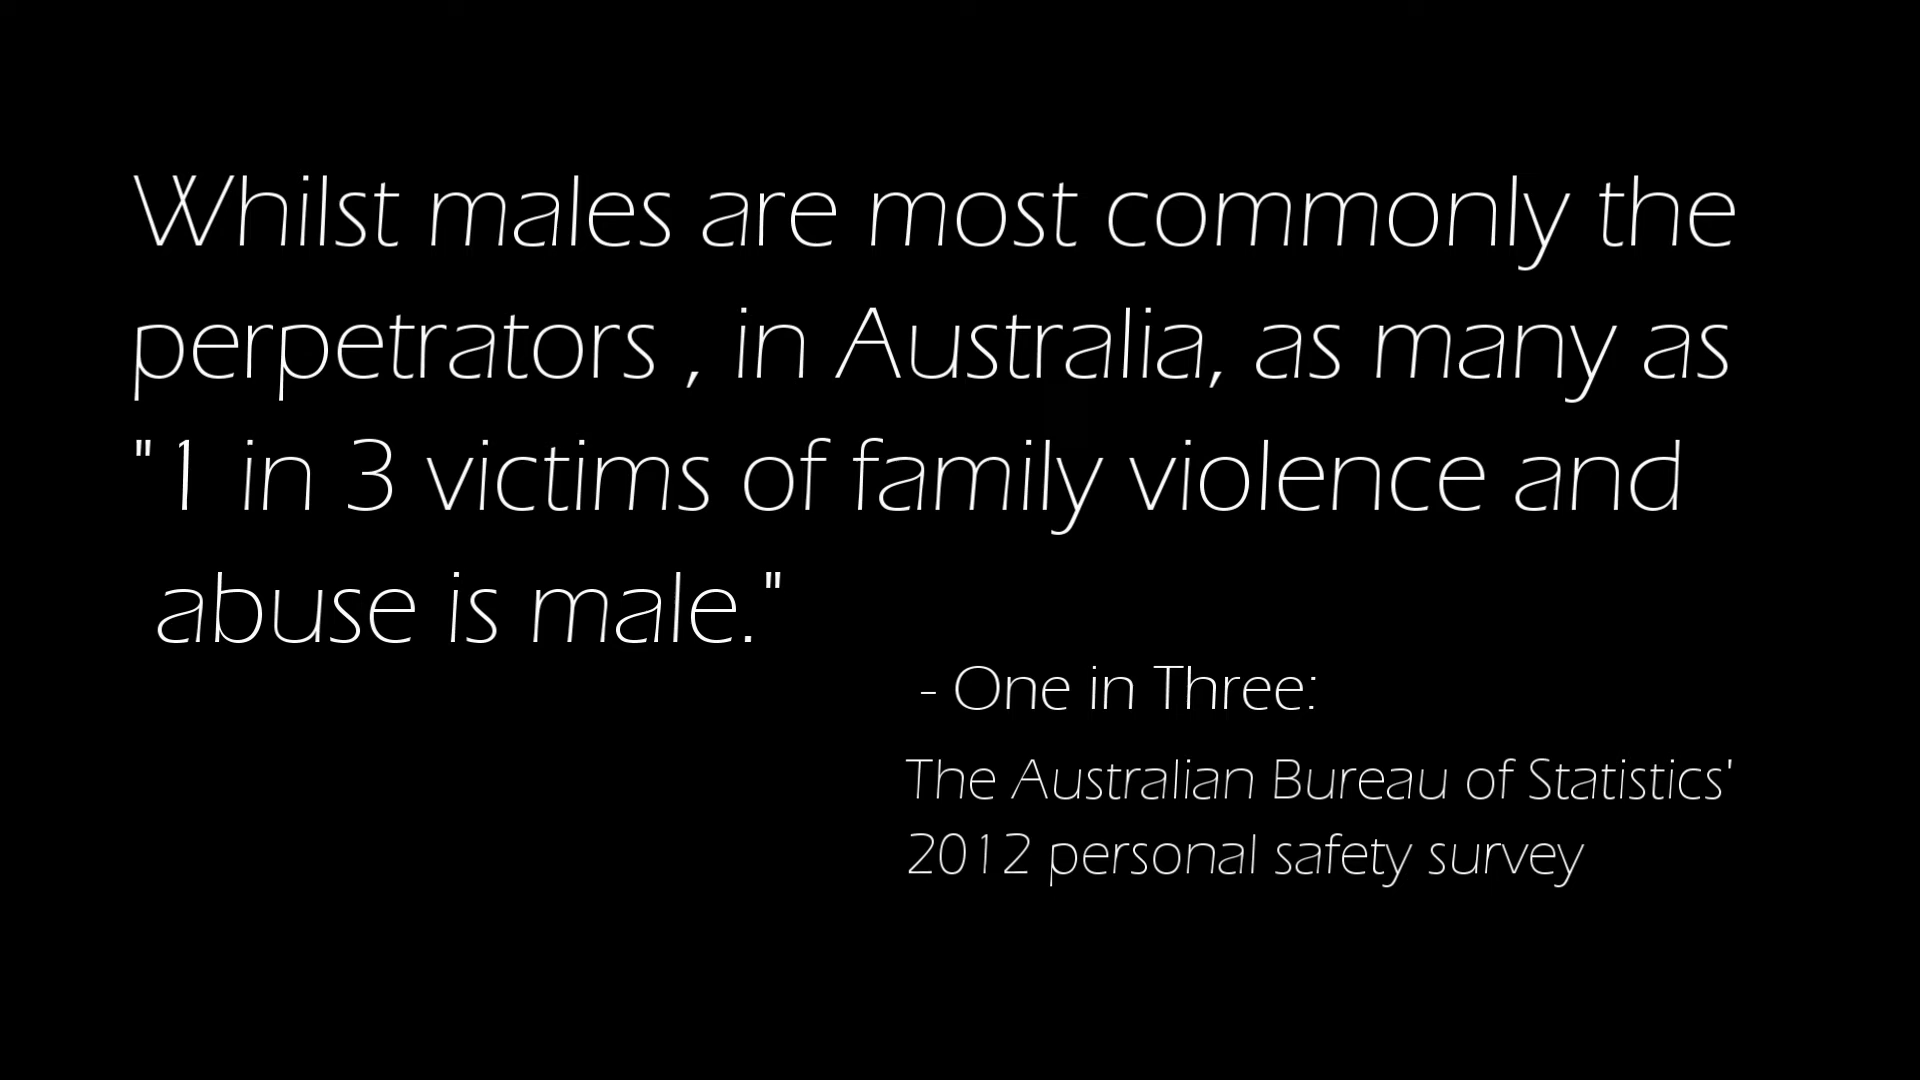 Whilst males are most commonly the
perpetrators , in Australia, as many as
"1 in 3 victims of family violence and
abuse is male."
- One in Three:
The Australian Bureau of Statistics'
2012 personal safety survey